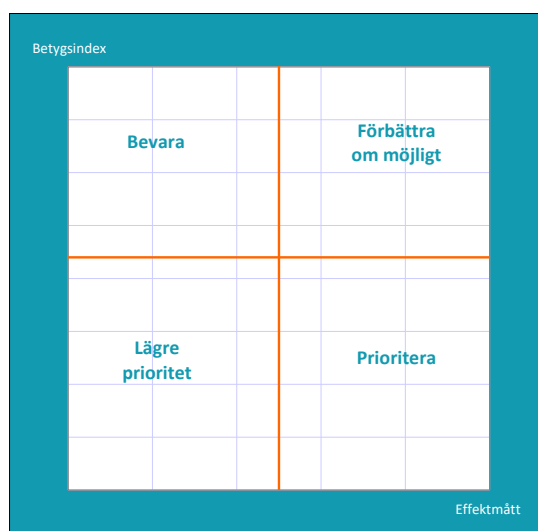 Betygsindex
Bevara
Förbättra
om möjligt
Lägre
prioritet
Prioritera
Effektmått